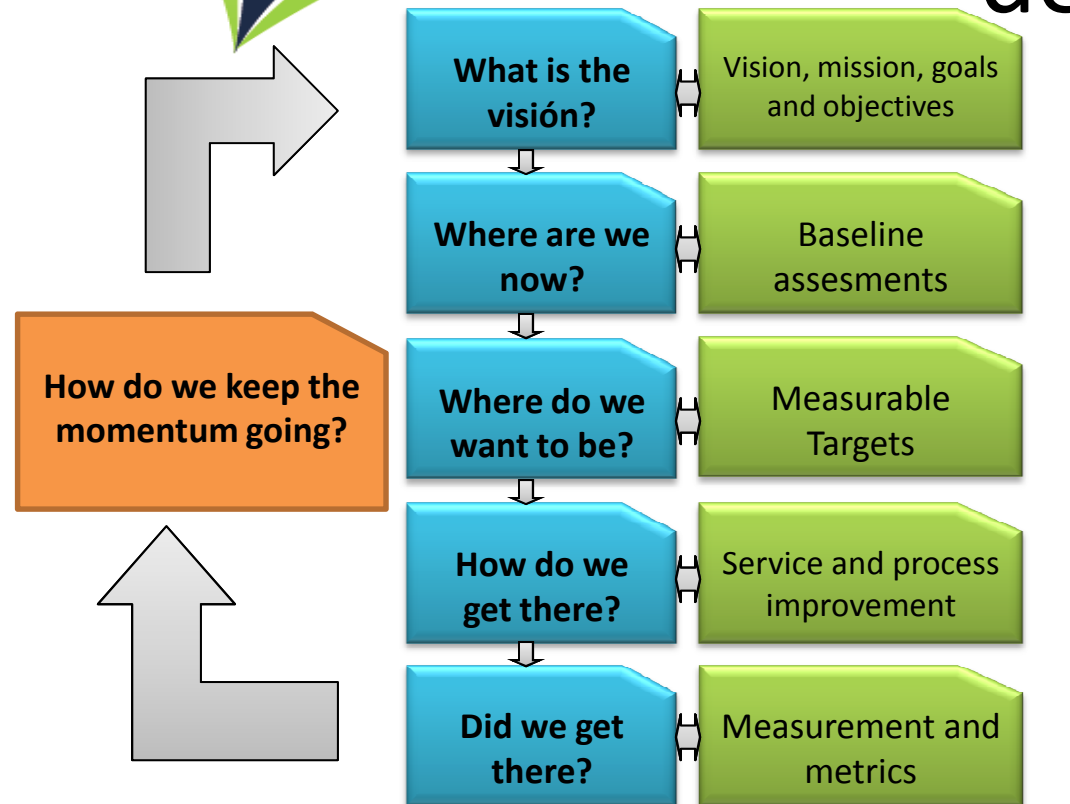 What is the
visión?
Vision, mission, goals
and objectives
Where are we
now?
Baseline
assesments
How do we keep the
momentum going?
Where do we
want to be?
Measurable
Targets
How do we
get there?
Service and process
improvement
Did we get
there?
Measurement and
metrics